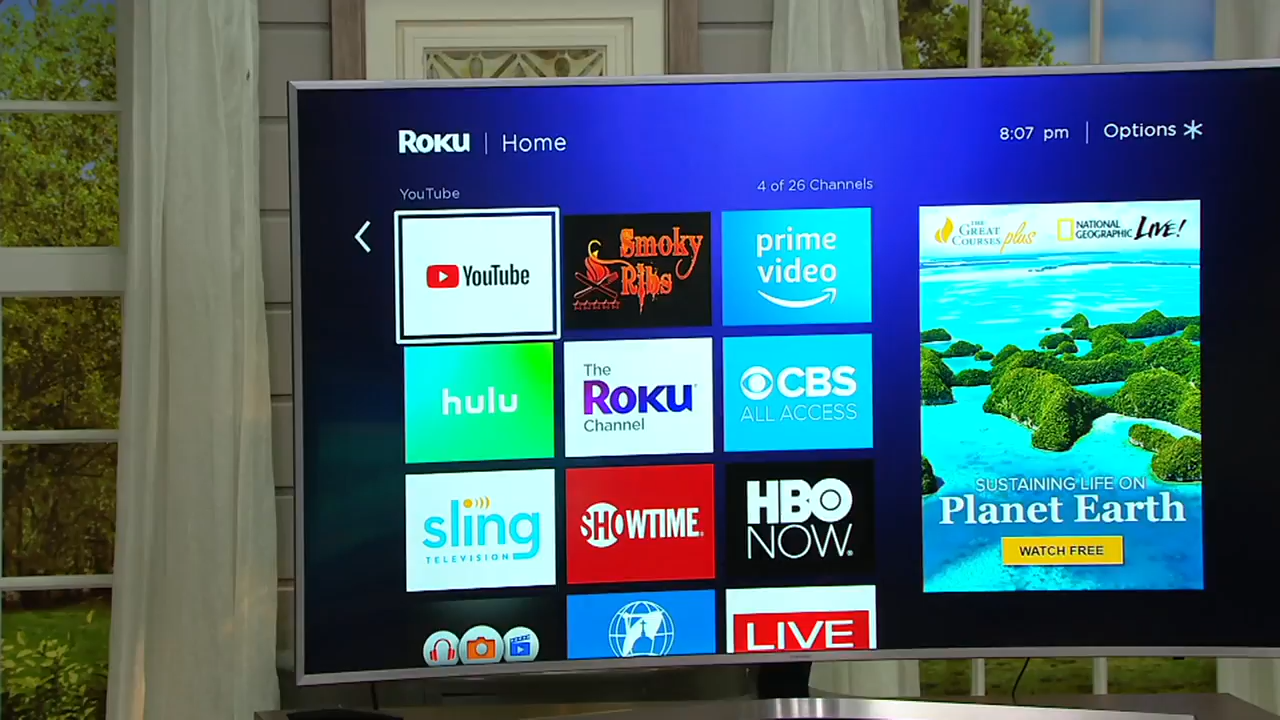 Roku | Home
8:07 pm | Options
YouTube
4 of 26 Channels
YouTube
Smoky
Ribs
prime
video
THE
GREAT
COURSES plus
NATIONAL
GEOGRAPHIC LIVE!
hulu
The
Roku
Channel
CBS
ALL ACCESS
sling
TELEVISION
SHOWTIME
HBO
NOW
SUSTAINING LIFE ON
Planet Earth
WATCH FREE
LIVE